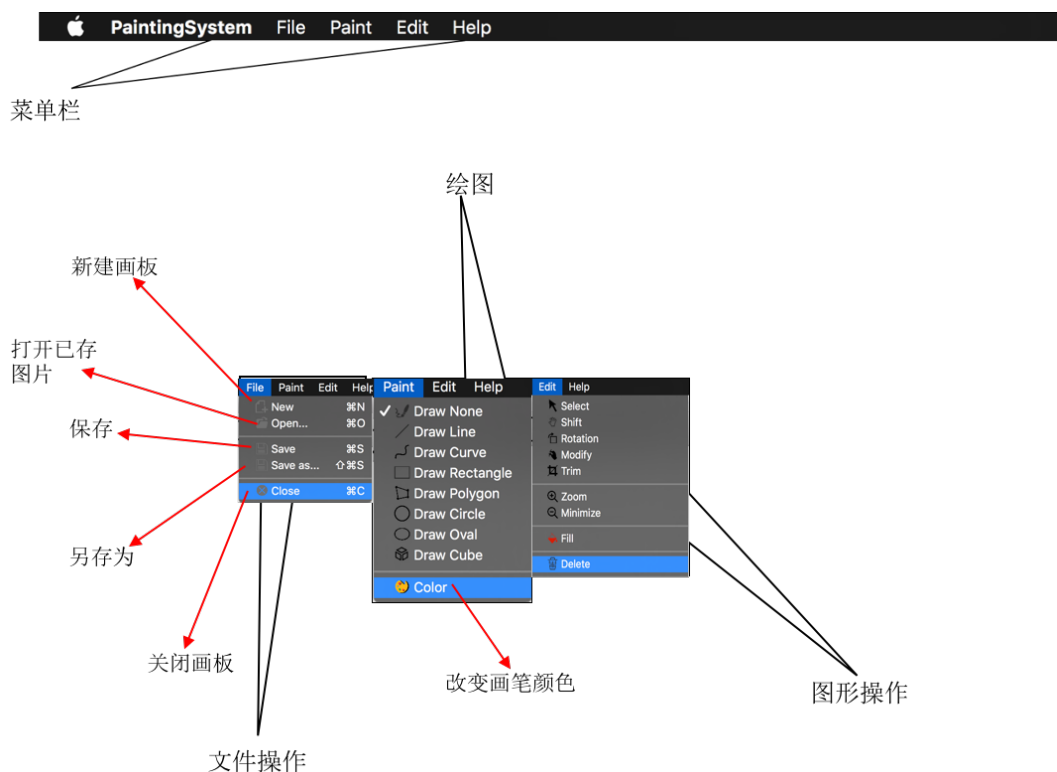 PaintingSystem File Paint Edit Help
菜单栏
绘图
新建画板
打开已存
图片
保存
另存为
关闭画板
File Paint Edit Help
New ⌘N
Open... ⌘O
Save ⌘S
Save as... ⇧⌘S
Close ⌘C
Paint Edit Help
Draw None
Draw Line
Draw Curve
Draw Rectangle
Draw Polygon
Draw Circle
Draw Oval
Draw Cube
Color
Edit Help
Select
Shift
Rotation
Modify
Trim
Zoom
Minimize
Fill
Delete
改变画笔颜色
图形操作
文件操作